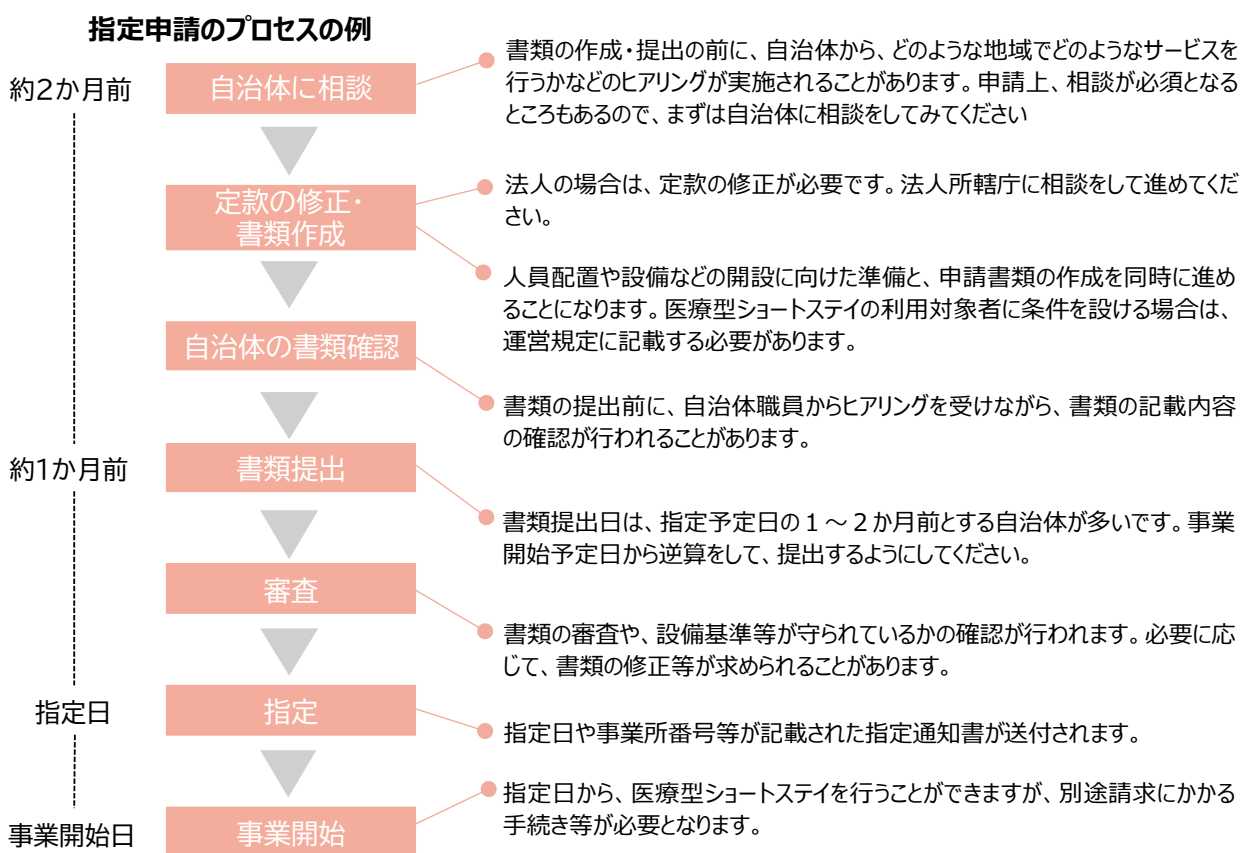 指定申請のプロセスの例
約2か月前
自治体に相談
書類の作成・提出の前に、自治体から、どのような地域でどのようなサービスを
行うかなどのヒアリングが実施されることがあります。申請上、相談が必須となる
ところもあるので、まずは自治体に相談をしてみてください
定款の修正・
書類作成
法人の場合は、定款の修正が必要です。法人所轄庁に相談をして進めてくだ
さい。
人員配置や設備などの開設に向けた準備と、申請書類の作成を同時に進め
ることになります。医療型ショートステイの利用対象者に条件を設ける場合は、
運営規定に記載する必要があります。
自治体の書類確認
書類の提出前に、自治体職員からヒアリングを受けながら、書類の記載内容
の確認が行われることがあります。
約1か月前
書類提出
書類提出日は、指定予定日の1～2か月前とする自治体が多いです。事業
開始予定日から逆算をして、提出するようにしてください。
審査
書類の審査や、設備基準等が守られているかの確認が行われます。必要に応
じて、書類の修正等が求められることがあります。
指定日
指定
指定日や事業所番号等が記載された指定通知書が送付されます。
事業開始日
事業開始
指定日から、医療型ショートステイを行うことができますが、別途請求にかかる
手続き等が必要となります。